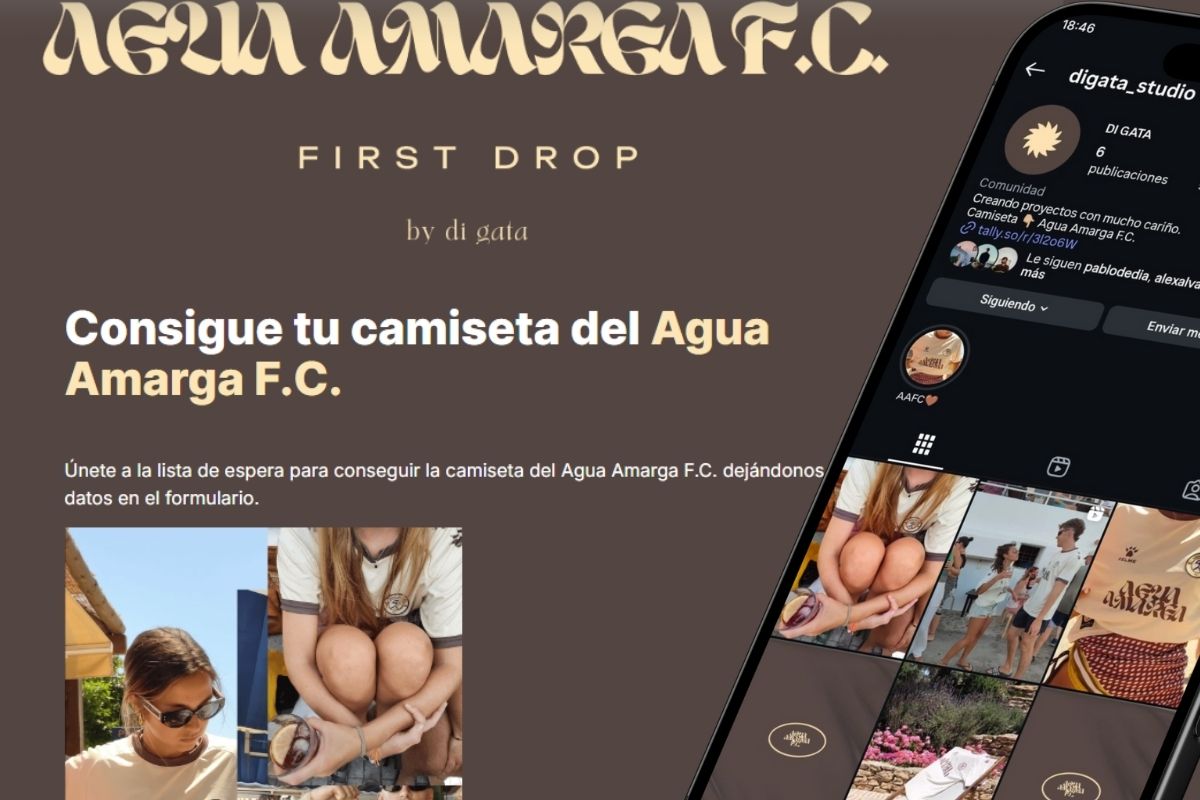 AGUA AMARGA F.C.
FIRST DROP
by di gata
Consigue tu camiseta del Agua
Amarga F.C.
Únete a la lista de espera para conseguir la camiseta del Agua Amarga F.C. dejándonos
datos en el formulario.
18:46
digata_studio
DI GATA
6
publicaciones
Comunidad
Creando proyectos con mucho cariño.
Camiseta 👇🏼 Agua Amarga F.C.
tally.so/r/3l2o6W
Le siguen pablodedia, alexalva
más
Siguiendo
Enviar me
AAFC🤎
KELME
AGUA
AMARGA